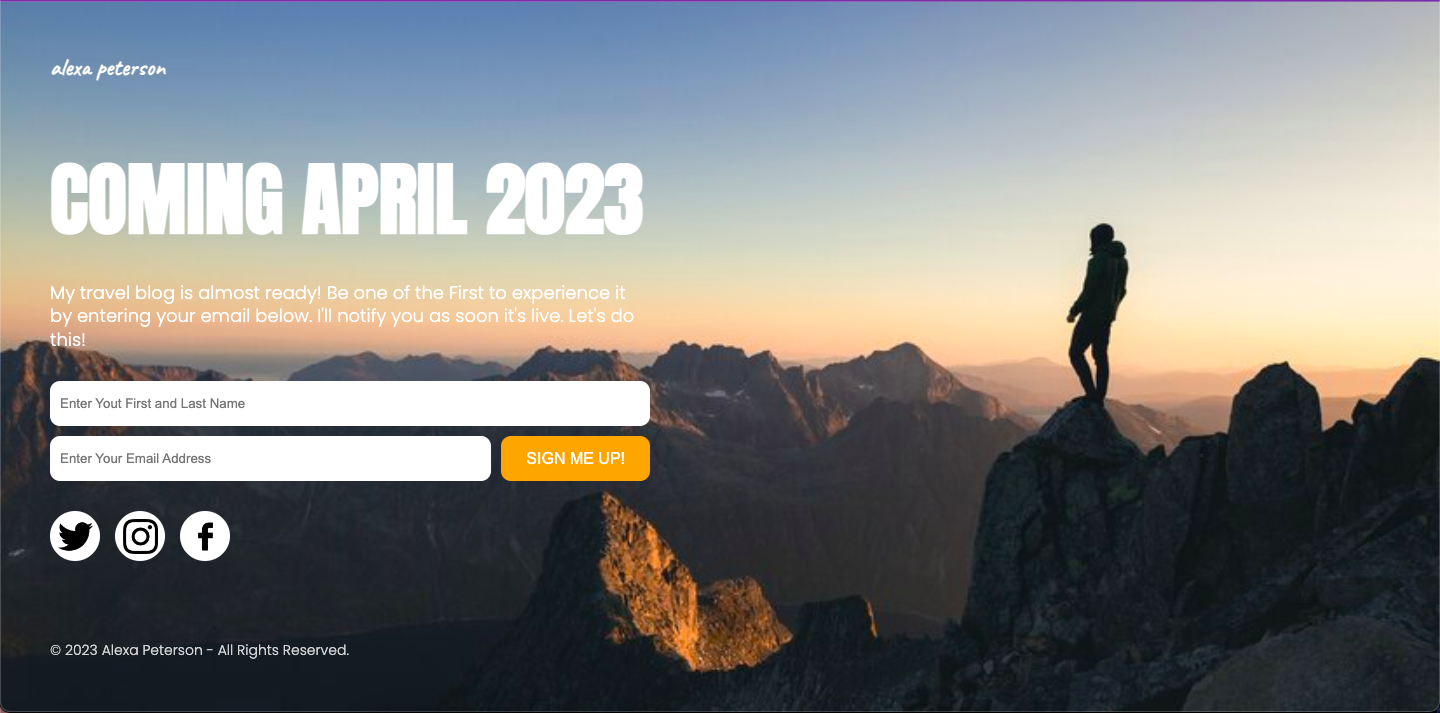 alexa peterson
COMING APRIL 2023
My travel blog is almost ready! Be one of the First to experience it
by entering your email below. I'll notify you as soon it's live. Let's do
this!
Enter Yout First and Last Name
Enter Your Email Address
SIGN ME UP!
© 2023 Alexa Peterson - All Rights Reserved.